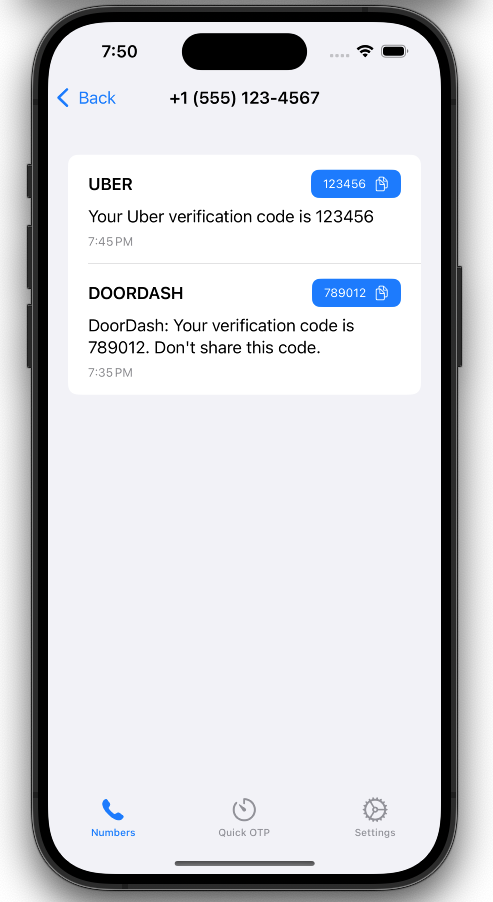 7:50
Back
+1 (555) 123-4567
UBER
123456
Your Uber verification code is 123456
7:45 PM
DOORDASH
789012
DoorDash: Your verification code is
789012. Don't share this code.
7:35 PM
Numbers
Quick OTP
Settings